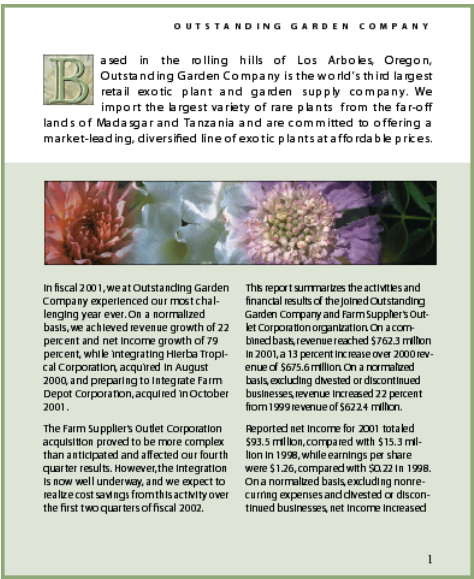 OUTSTANDING GARDEN COMPANY
Based in the rolling hills of Los Arboles, Oregon,
Outstanding Garden Company is the world's third largest
retail exotic plant and garden supply company. We
import the largest variety of rare plants from the far-off
lands of Madasgar and Tanzania and are committed to offering a
market-leading, diversified line of exotic plants at affordable prices.
In fiscal 2001, we at Outstanding Garden
Company experienced our most chal-
lenging year ever. On a normalized
basis, we achieved revenue growth of 22
percent and net income growth of 79
percent, while integrating Hierba Tropi-
cal Corporation, acquired in August
2000, and preparing to integrate Farm
Depot Corporation, acquired in October
2001.
The Farm Supplier's Outlet Corporation
acquisition proved to be more complex
than anticipated and affected our fourth
quarter results. However, the integration
is now well underway, and we expect to
realize cost savings from this activity over
the first two quarters of fiscal 2002.
This report summarizes the activities and
financial results of the joined Outstanding
Garden Company and Farm Supplier's Out-
let Corporation organization. On a com-
bined basis, revenue reached $762.3 million
in 2001, a 13 percent increase over 2000 rev-
enue of $675.6 million. On a normalized
basis, excluding divested or discontinued
businesses, revenue increased 22 percent
from 1999 revenue of $622.4 million.
Reported net income for 2001 totaled
$93.5 million, compared with $15.3 mil-
lion in 1998, while earnings per share
were $1.26, compared with $0.22 in 1998.
On a normalized basis, excluding nonre-
curring expenses and divested or discon-
tinued businesses, net income increased
1